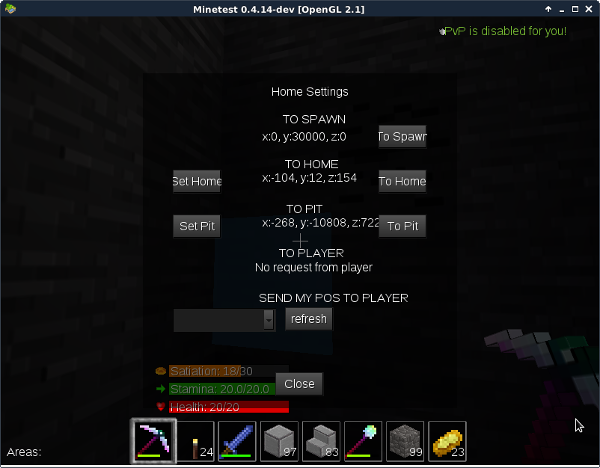 Minetest 0.4.14-dev [OpenGL 2.1]
PvP is disabled for you!
Home Settings
TO SPAWN
x:0, y:30000, z:0
To Spawn
TO HOME
Set Home
x:-104, y:12, z:154
To Home
TO PIT
Set Pit
x:-268, y:-10808, z:722
To Pit
TO PLAYER
No request from player
SEND MY POS TO PLAYER
refresh
Satiation: 18/30
Stamina: 20.0/20.0
Close
Health: 20/20
24 97 83 99 23
Areas: